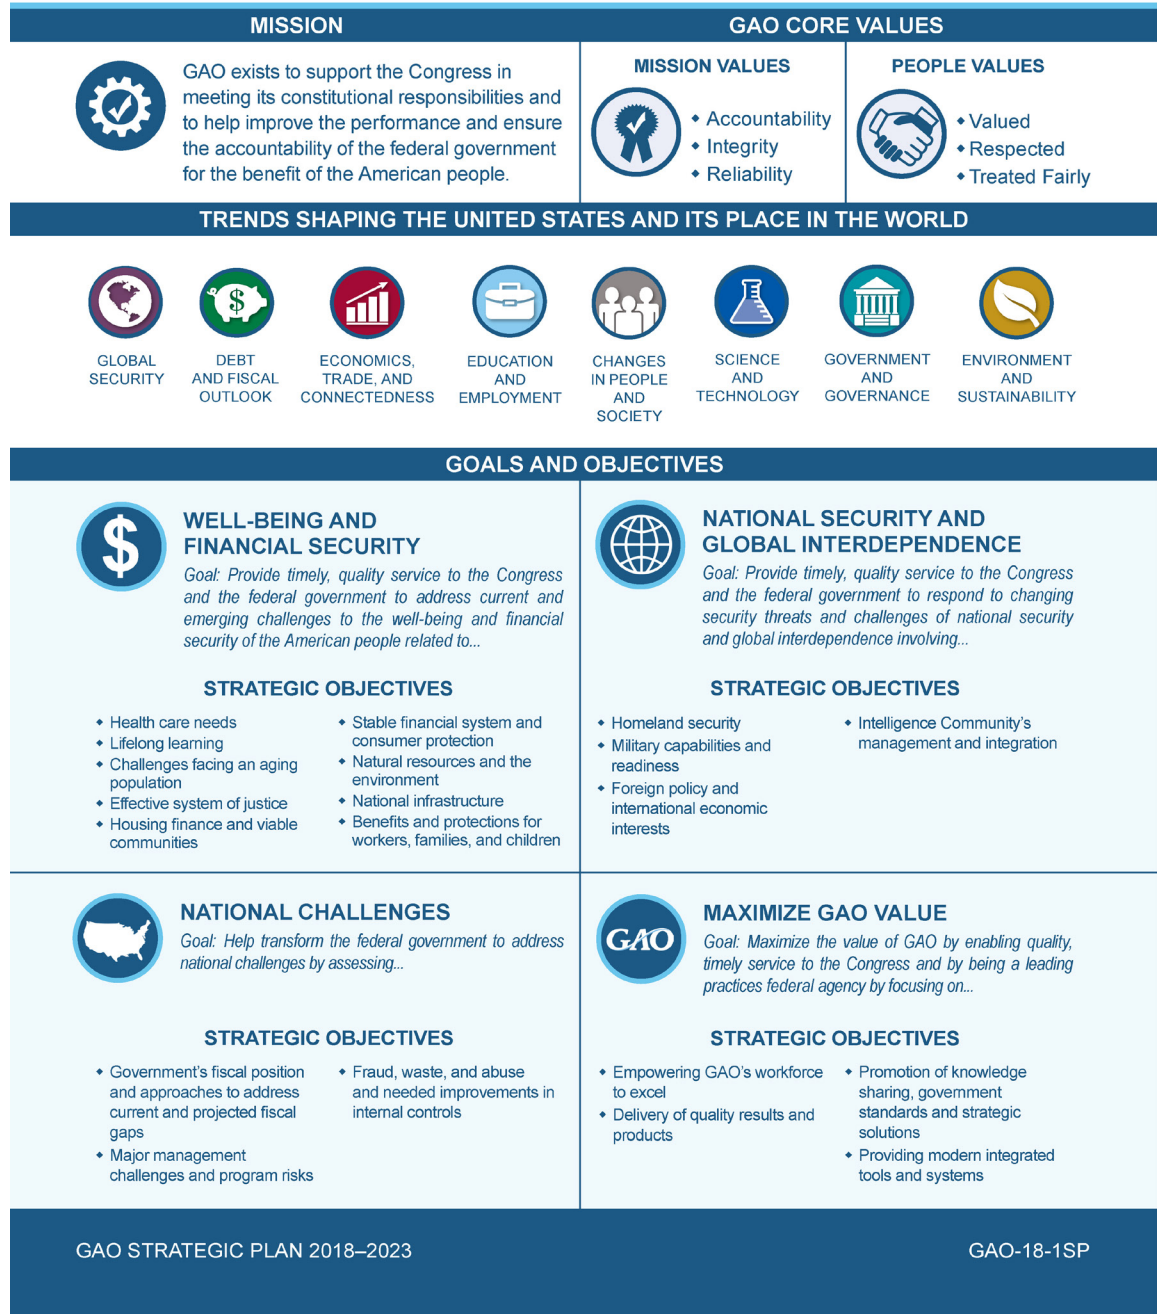 MISSION
GAO exists to support the Congress in
meeting its constitutional responsibilities and
to help improve the performance and ensure
the accountability of the federal government
for the benefit of the American people.
GAO CORE VALUES
MISSION VALUES
◆ Accountability
◆ Integrity
◆ Reliability
PEOPLE VALUES
◆ Valued
◆ Respected
◆ Treated Fairly
TRENDS SHAPING THE UNITED STATES AND ITS PLACE IN THE WORLD
GLOBAL
SECURITY
$
DEBT
AND FISCAL
OUTLOOK
ECONOMICS,
TRADE, AND
CONNECTEDNESS
EDUCATION
AND
EMPLOYMENT
CHANGES
IN PEOPLE
AND
SOCIETY
SCIENCE
AND
TECHNOLOGY
GOVERNMENT
AND
GOVERNANCE
ENVIRONMENT
AND
SUSTAINABILITY
GOALS AND OBJECTIVES
$
WELL-BEING AND
FINANCIAL SECURITY
Goal: Provide timely, quality service to the Congress
and the federal government to address current and
emerging challenges to the well-being and financial
security of the American people related to...
STRATEGIC OBJECTIVES
◆ Health care needs
◆ Lifelong learning
◆ Challenges facing an aging
population
◆ Effective system of justice
◆ Housing finance and viable
communities
◆ Stable financial system and
consumer protection
◆ Natural resources and the
environment
◆ National infrastructure
◆ Benefits and protections for
workers, families, and children
NATIONAL SECURITY AND
GLOBAL INTERDEPENDENCE
Goal: Provide timely, quality service to the Congress
and the federal government to respond to changing
security threats and challenges of national security
and global interdependence involving...
STRATEGIC OBJECTIVES
◆ Homeland security
◆ Military capabilities and
readiness
◆ Foreign policy and
international economic
interests
◆ Intelligence Community's
management and integration
NATIONAL CHALLENGES
Goal: Help transform the federal government to address
national challenges by assessing...
STRATEGIC OBJECTIVES
◆ Government's fiscal position
and approaches to address
current and projected fiscal
gaps
◆ Major management
challenges and program risks
◆ Fraud, waste, and abuse
and needed improvements in
internal controls
GAO
MAXIMIZE GAO VALUE
Goal: Maximize the value of GAO by enabling quality,
timely service to the Congress and by being a leading
practices federal agency by focusing on...
STRATEGIC OBJECTIVES
◆ Empowering GAO's workforce
to excel
◆ Delivery of quality results and
products
◆ Promotion of knowledge
sharing, government
standards and strategic
solutions
◆ Providing modern integrated
tools and systems
GAO STRATEGIC PLAN 2018–2023
GAO-18-1SP